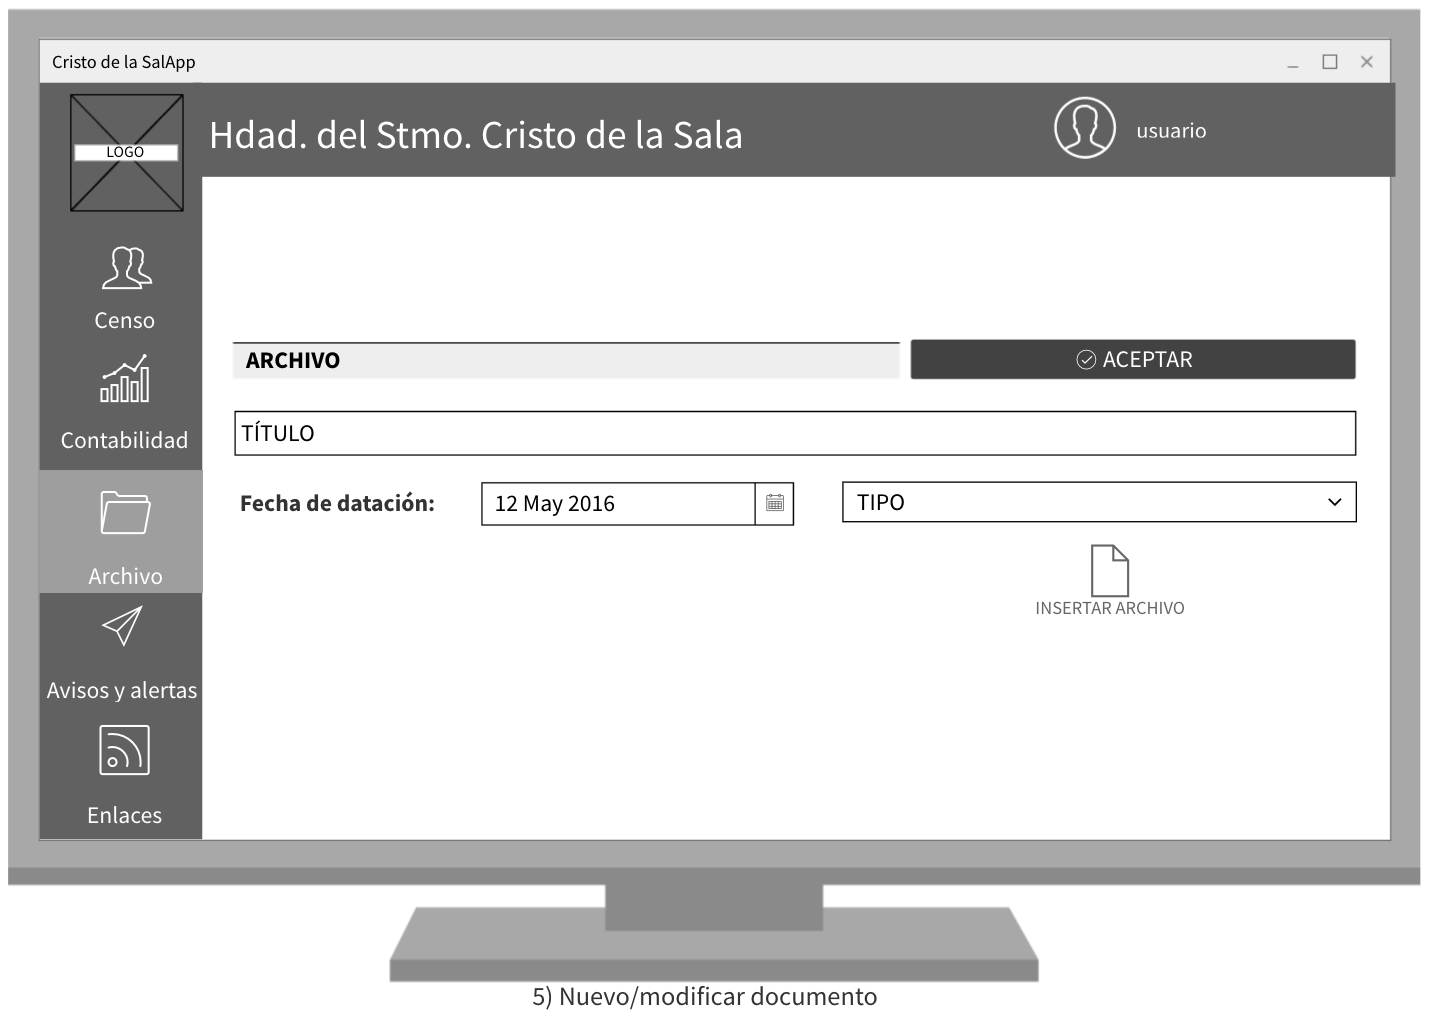 Cristo de la SalApp
LOGO
Hdad. del Stmo. Cristo de la Sala
usuario
Censo
Contabilidad
Archivo
Avisos y alertas
Enlaces
ARCHIVO
ACEPTAR
TÍTULO
Fecha de datación:
12 May 2016
TIPO
INSERTAR ARCHIVO
5) Nuevo/modificar documento